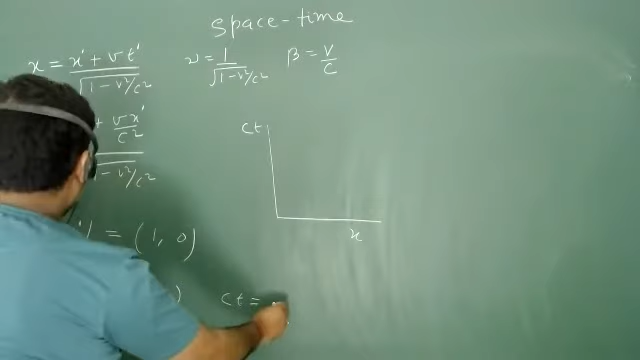 space-time
x = x' + vt' / √1 - v²/c²
ν = 1 / √1 - v²/c²
β = v/c
+ vx'/c²
√1 - v²/c²
ct
x
= (1, 0)
)
ct =